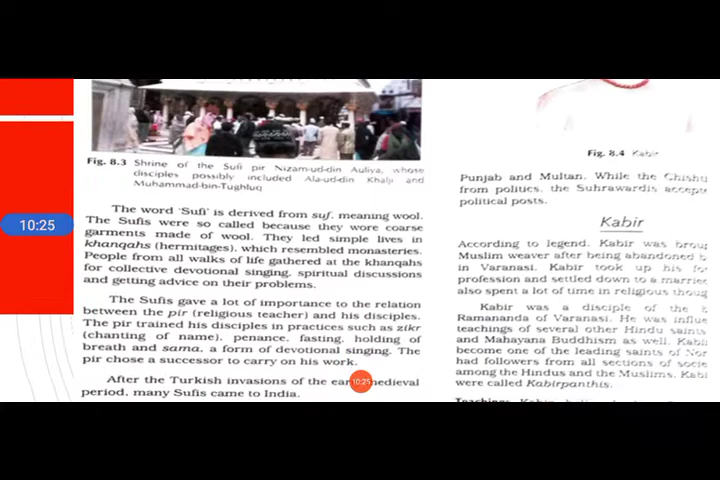 Fig. 8.3 Shrine of the Sufi pir Nizam-ud-din Auliya, whose
disciples possibly included Ala-ud-din Khalji and
Muhammad-bin-Tughluq
The word 'Sufi' is derived from suf, meaning wool.
The Sufis were so called because they wore coarse
garments made of wool. They led simple lives in
khanqahs (hermitages), which resembled monasteries.
People from all walks of life gathered at the khanqahs
for collective devotional singing, spiritual discussions
and getting advice on their problems.
The Sufis gave a lot of importance to the relation
between the pir (religious teacher) and his disciples.
The pir trained his disciples in practices such as zikr
(chanting of name), penance, fasting, holding of
breath and sama, a form of devotional singing. The
pir chose a successor to carry on his work.
After the Turkish invasions of the medieval
period, many Sufis came to India.
Fig. 8.4 Kabir
Punjab and Multan. While the
from politics, the Suhrawardis
political posts.
Kabir
According to legend, Kabir was
Muslim weaver after being abandoned
in Varanasi. Kabir took up his
profession and settled down to a
also spent a lot of time in religious
Kabir was a disciple of the
Ramananda of Varanasi. He was
teachings of several other Hindu saints
and Mahayana Buddhism as well.
become one of the leading saints of
had followers from all sections of
among the Hindus and the Muslims.
were called Kabirpanthis.
10:25
10:25